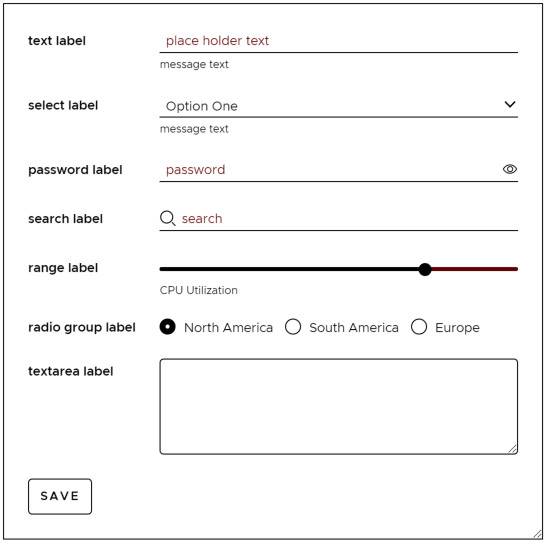 text label place holder text
message text
select label Option One
message text
password label password
search label search
range label
CPU Utilization
radio group label North America South America Europe
textarea label
SAVE